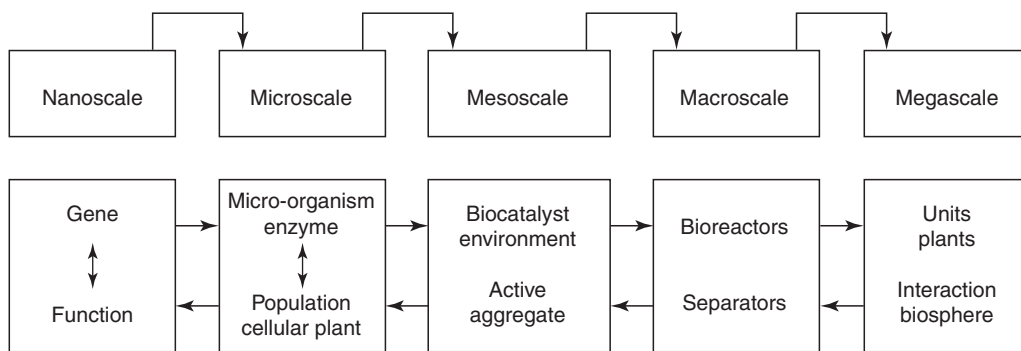 Nanoscale
Microscale
Mesoscale
Macroscale
Megascale
Gene
Function
Micro-organism
enzyme
Population
cellular plant
Biocatalyst
environment
Active
aggregate
Bioreactors
Separators
Units
plants
Interaction
biosphere